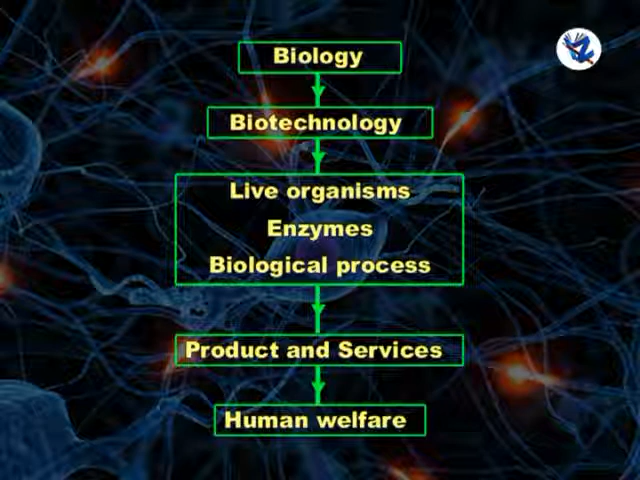 Biology
Biotechnology
Live organisms
Enzymes
Biological process
Product and Services
Human welfare